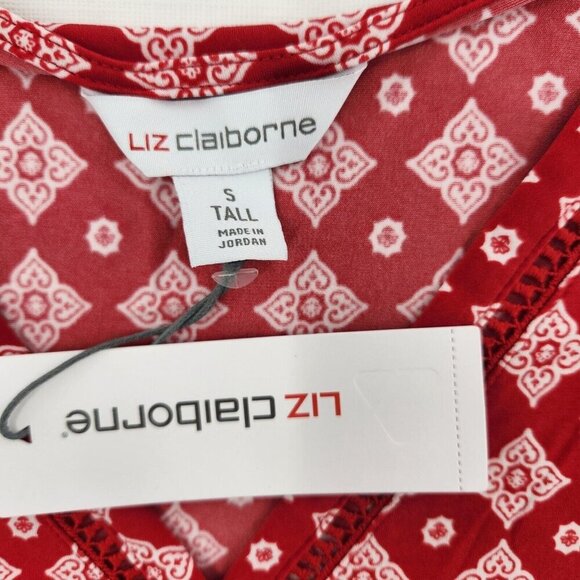 LIZ claiborne
S
TALL
MADE IN
JORDAN
LIZ claiborne®